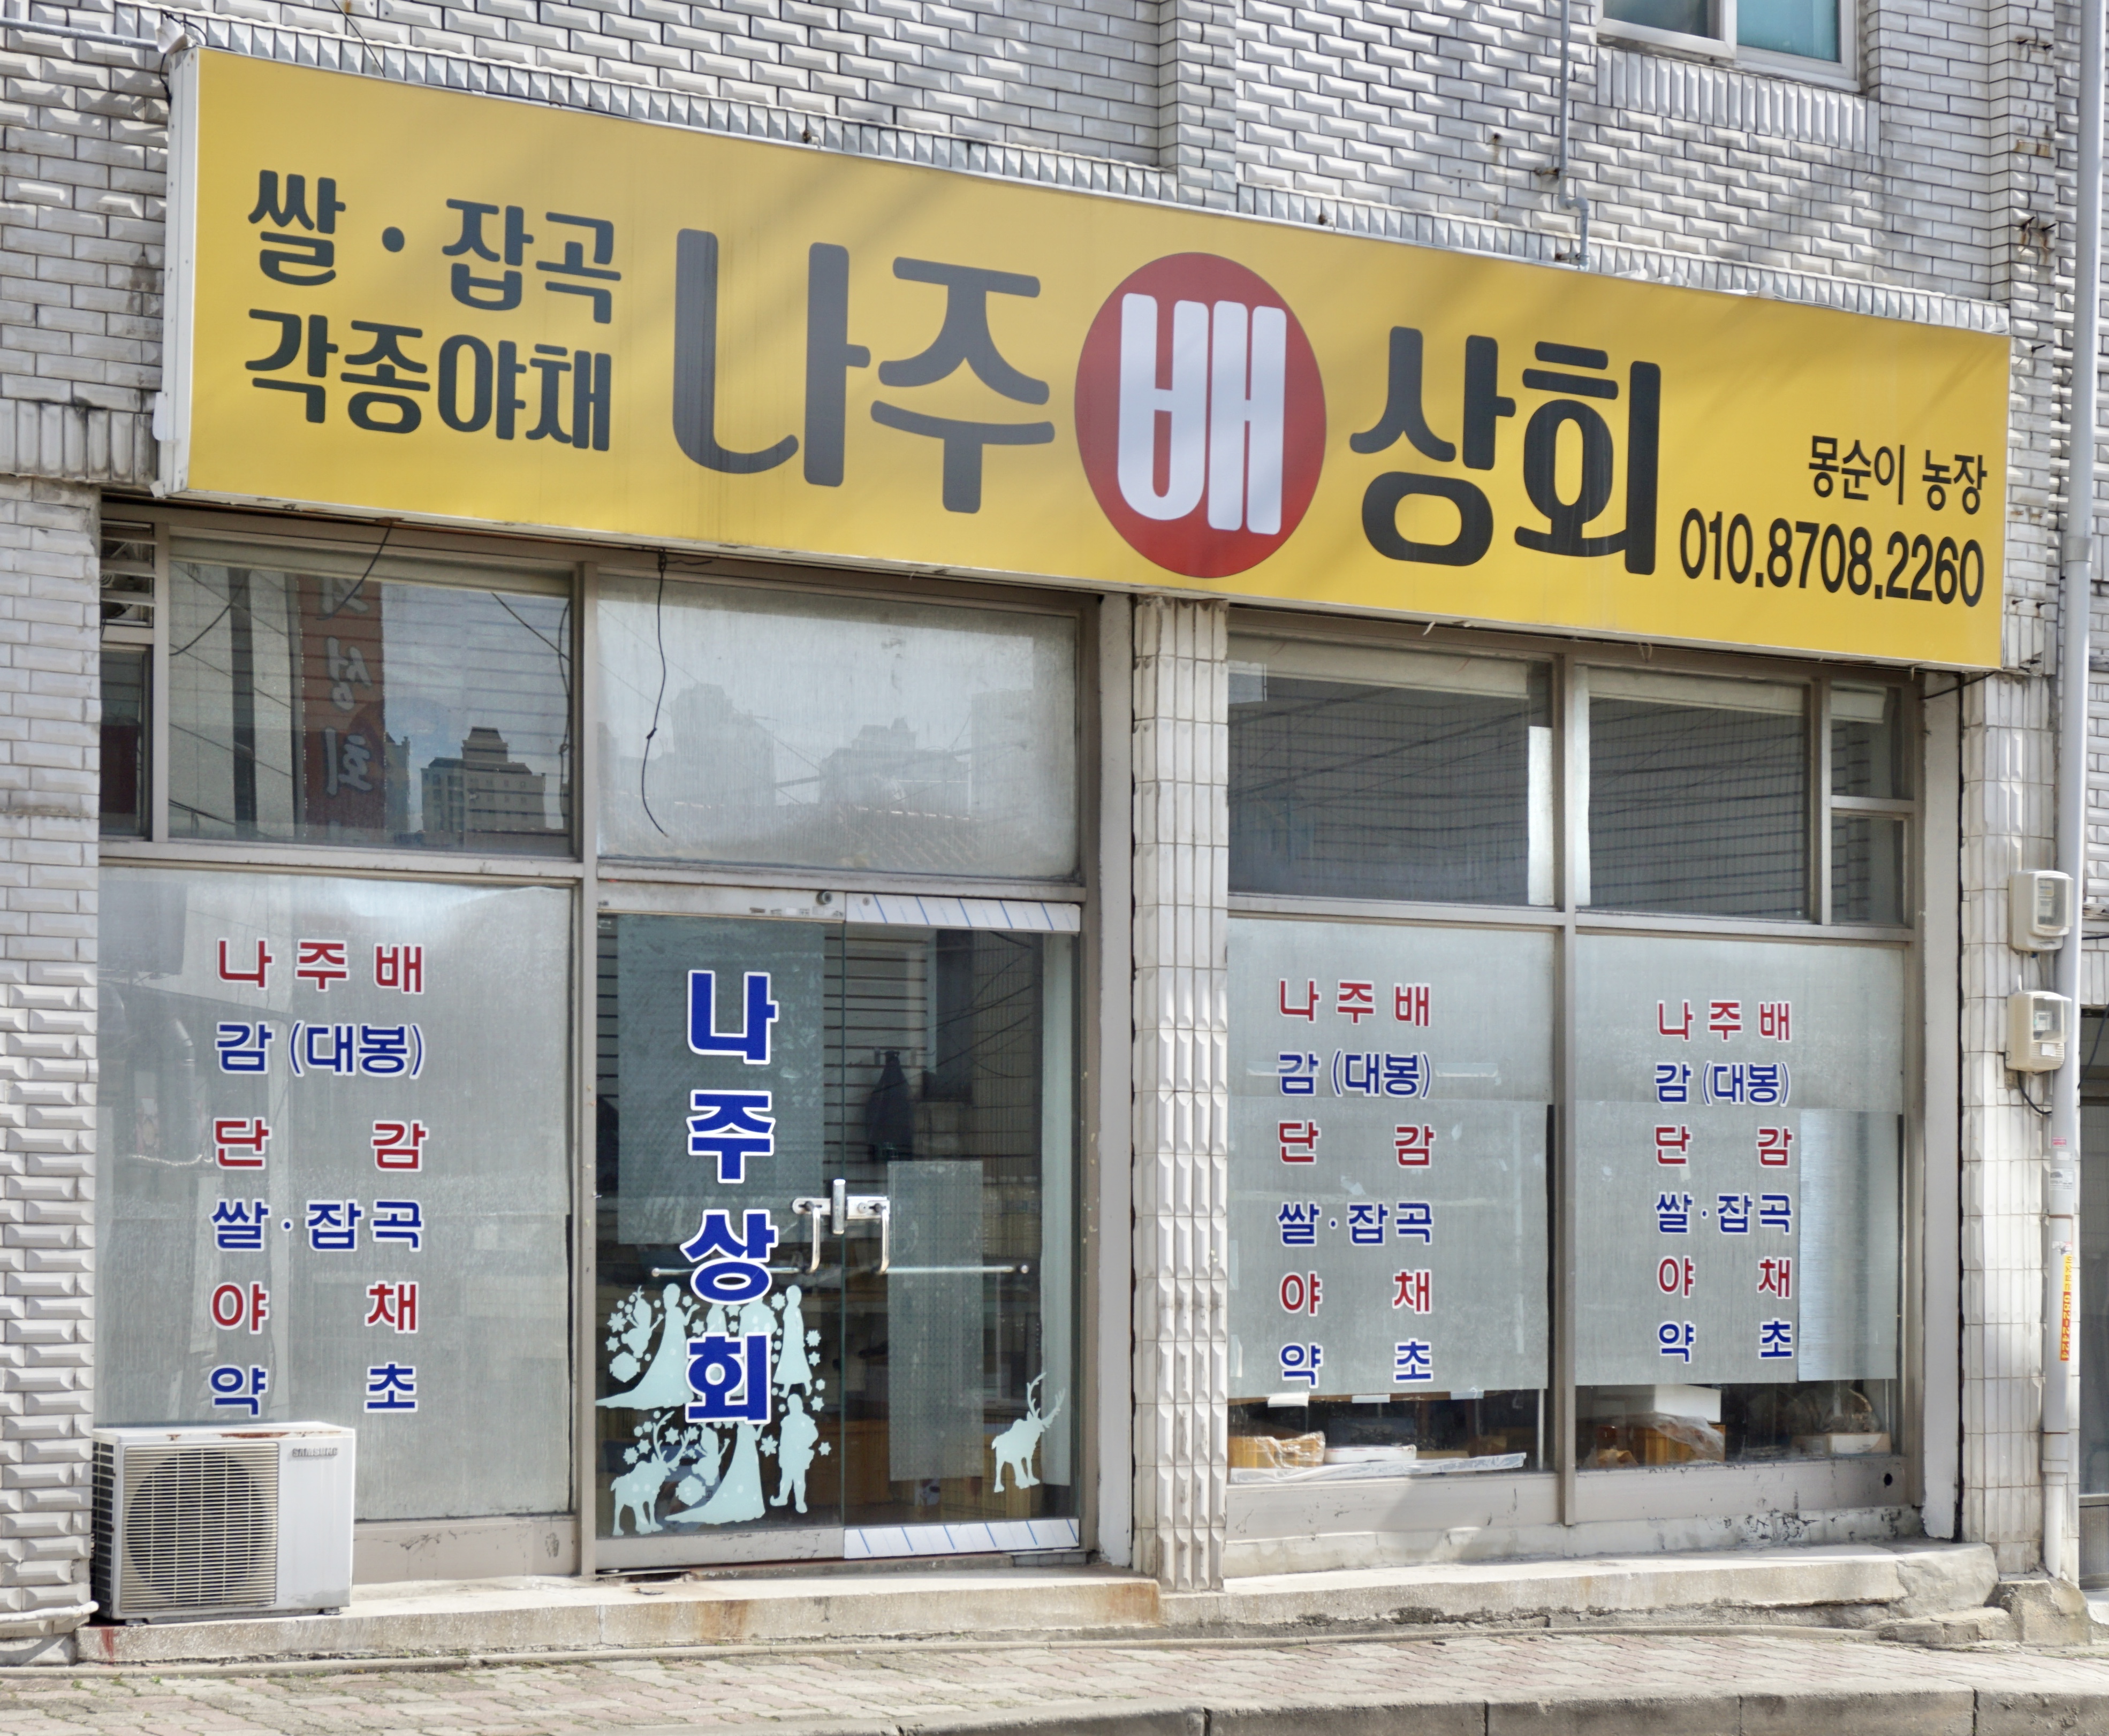 쌀 · 잡곡
각종야채
나주배상회
몽순이 농장
010.8708.2260
나주배
감(대봉)
단감
쌀·잡곡
야채
약초
나주상회
나주배
감(대봉)
단감
쌀·잡곡
야채
약초
나주배
감(대봉)
단감
쌀·잡곡
야채
약초
SAMSUNG